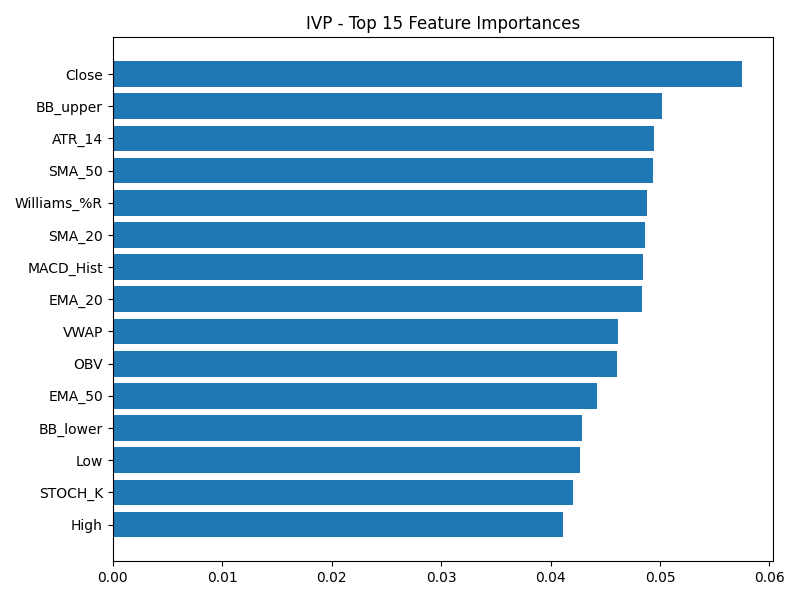 IVP - Top 15 Feature Importances
Close
BB_upper
ATR_14
SMA_50
Williams_%R
SMA_20
MACD_Hist
EMA_20
VWAP
OBV
EMA_50
BB_lower
Low
STOCH_K
High
0.00 0.01 0.02 0.03 0.04 0.05 0.06